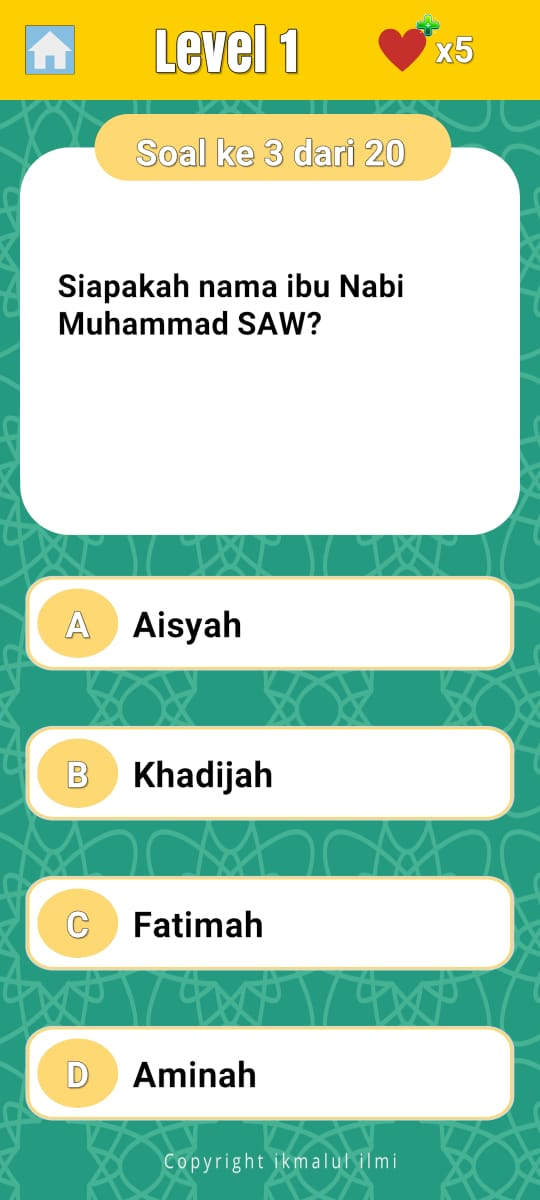 Level 1
x5
Soal ke 3 dari 20
Siapakah nama ibu Nabi
Muhammad SAW?
A Aisyah
B Khadijah
C Fatimah
D Aminah
Copyright ikmalul ilmi